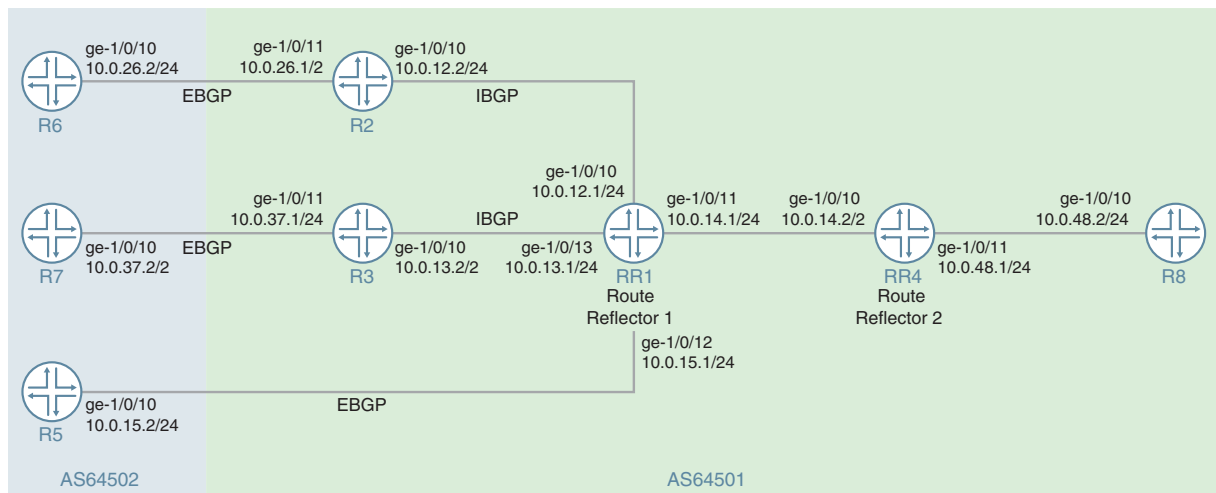 ge-1/0/10
10.0.26.2/24
R6
EBGP
ge-1/0/11
10.0.26.1/2
R2
ge-1/0/10
10.0.12.2/24
IBGP
ge-1/0/10
10.0.12.1/24
ge-1/0/10
10.0.37.2/2
R7
EBGP
ge-1/0/11
10.0.37.1/24
R3
IBGP
ge-1/0/10
10.0.13.2/2
ge-1/0/13
10.0.13.1/24
RR1
Route
Reflector 1
ge-1/0/11
10.0.14.1/24
ge-1/0/10
10.0.14.2/2
RR4
Route
Reflector 2
ge-1/0/11
10.0.48.1/24
ge-1/0/10
10.0.48.2/24
R8
ge-1/0/12
10.0.15.1/24
ge-1/0/10
10.0.15.2/24
R5
EBGP
AS64502
AS64501